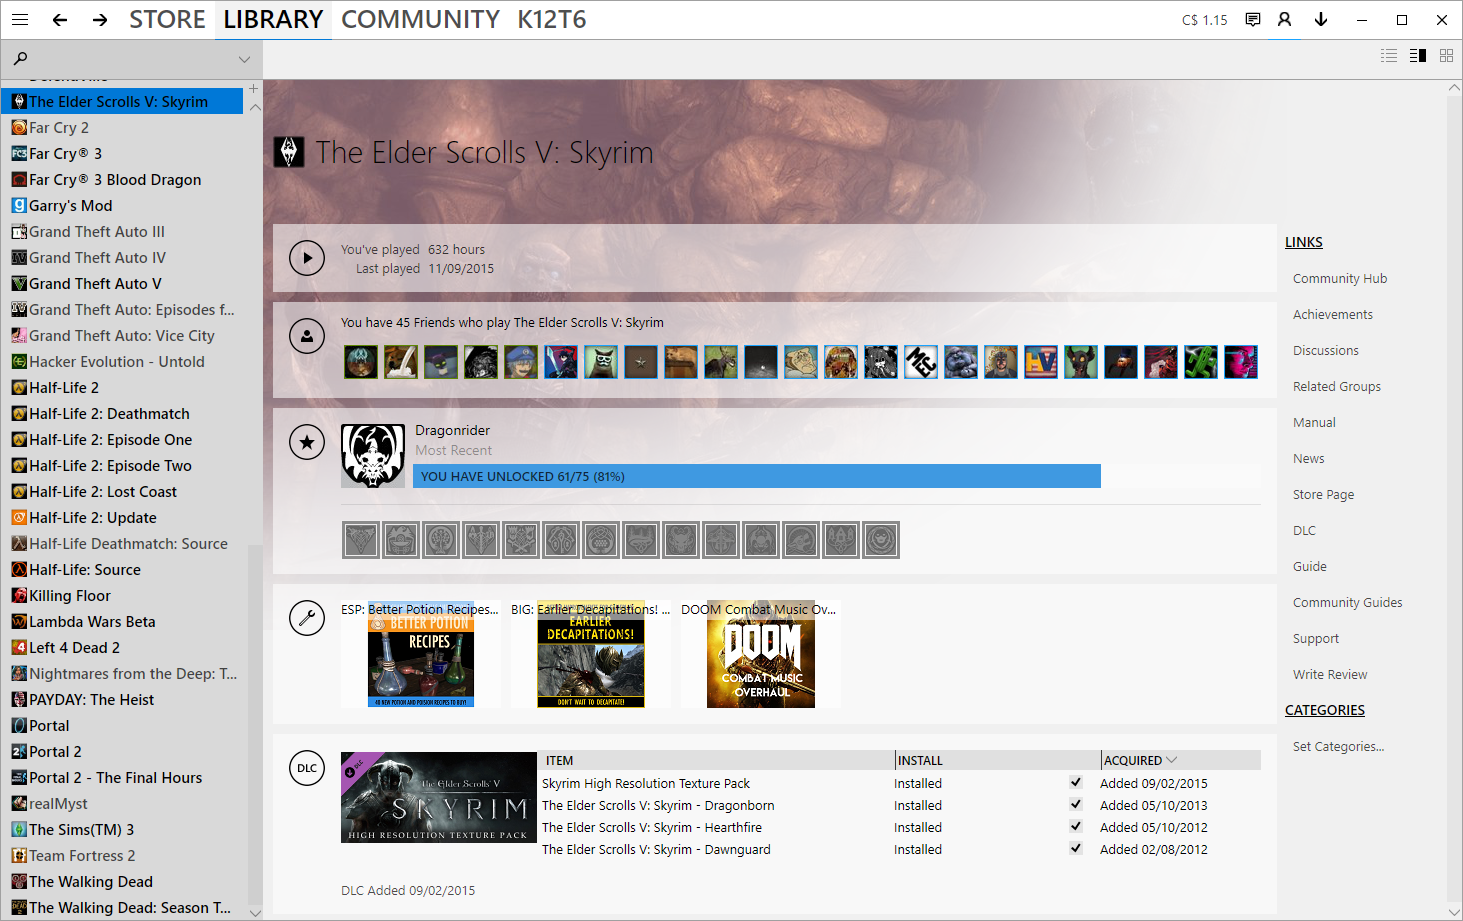 STORE LIBRARY COMMUNITY K12T6
C$ 1.15
The Elder Scrolls V: Skyrim
Far Cry 2
Far Cry® 3
Far Cry® 3 Blood Dragon
Garry's Mod
Grand Theft Auto III
Grand Theft Auto IV
Grand Theft Auto V
Grand Theft Auto: Episodes f...
Grand Theft Auto: Vice City
Hacker Evolution - Untold
Half-Life 2
Half-Life 2: Deathmatch
Half-Life 2: Episode One
Half-Life 2: Episode Two
Half-Life 2: Lost Coast
Half-Life 2: Update
Half-Life Deathmatch: Source
Half-Life: Source
Killing Floor
Lambda Wars Beta
Left 4 Dead 2
Nightmares from the Deep: T...
PAYDAY: The Heist
Portal
Portal 2
Portal 2 - The Final Hours
realMyst
The Sims(TM) 3
Team Fortress 2
The Walking Dead
The Walking Dead: Season T...
The Elder Scrolls V: Skyrim
You've played 632 hours
Last played 11/09/2015
You have 45 Friends who play The Elder Scrolls V: Skyrim
Dragonrider
Most Recent
YOU HAVE UNLOCKED 61/75 (81%)
ESP: Better Potion Recipes...
BETTER POTION
RECIPES
40 NEW POTION AND POISION RECIPES TO BUY!
BIG: Earlier Decapitations! ...
EARLIER
DECAPITATIONS!
DON'T WAIT TO DECAPITATE!
DOOM Combat Music Ov...
DOOM
COMBAT MUSIC
OVERHAUL
DLC
DLC
The Elder Scrolls V
SKYRIM
HIGH RESOLUTION TEXTURE PACK
ITEM INSTALL ACQUIRED
Skyrim High Resolution Texture Pack Installed Added 09/02/2015
The Elder Scrolls V: Skyrim - Dragonborn Installed Added 05/10/2013
The Elder Scrolls V: Skyrim - Hearthfire Installed Added 05/10/2012
The Elder Scrolls V: Skyrim - Dawnguard Installed Added 02/08/2012
DLC Added 09/02/2015
LINKS
Community Hub
Achievements
Discussions
Related Groups
Manual
News
Store Page
DLC
Guide
Community Guides
Support
Write Review
CATEGORIES
Set Categories...